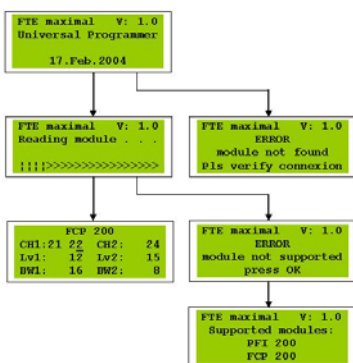 FTE maximal V: 1.0
Universal Programmer
17.Feb.2004
FTE maximal V: 1.0
Reading module . . .
¦¦¦¦>>>>>>>>>>>>>>>>
FTE maximal V: 1.0
ERROR
module not found
Pls verify connexion
FCP 200
CH1:21 22 CH2: 24
Lv1: 12 Lv2: 15
BW1: 16 BW2: 8
FTE maximal V: 1.0
ERROR
module not supported
press OK
FTE maximal V: 1.0
Supported modules:
PFI 200
FCP 200